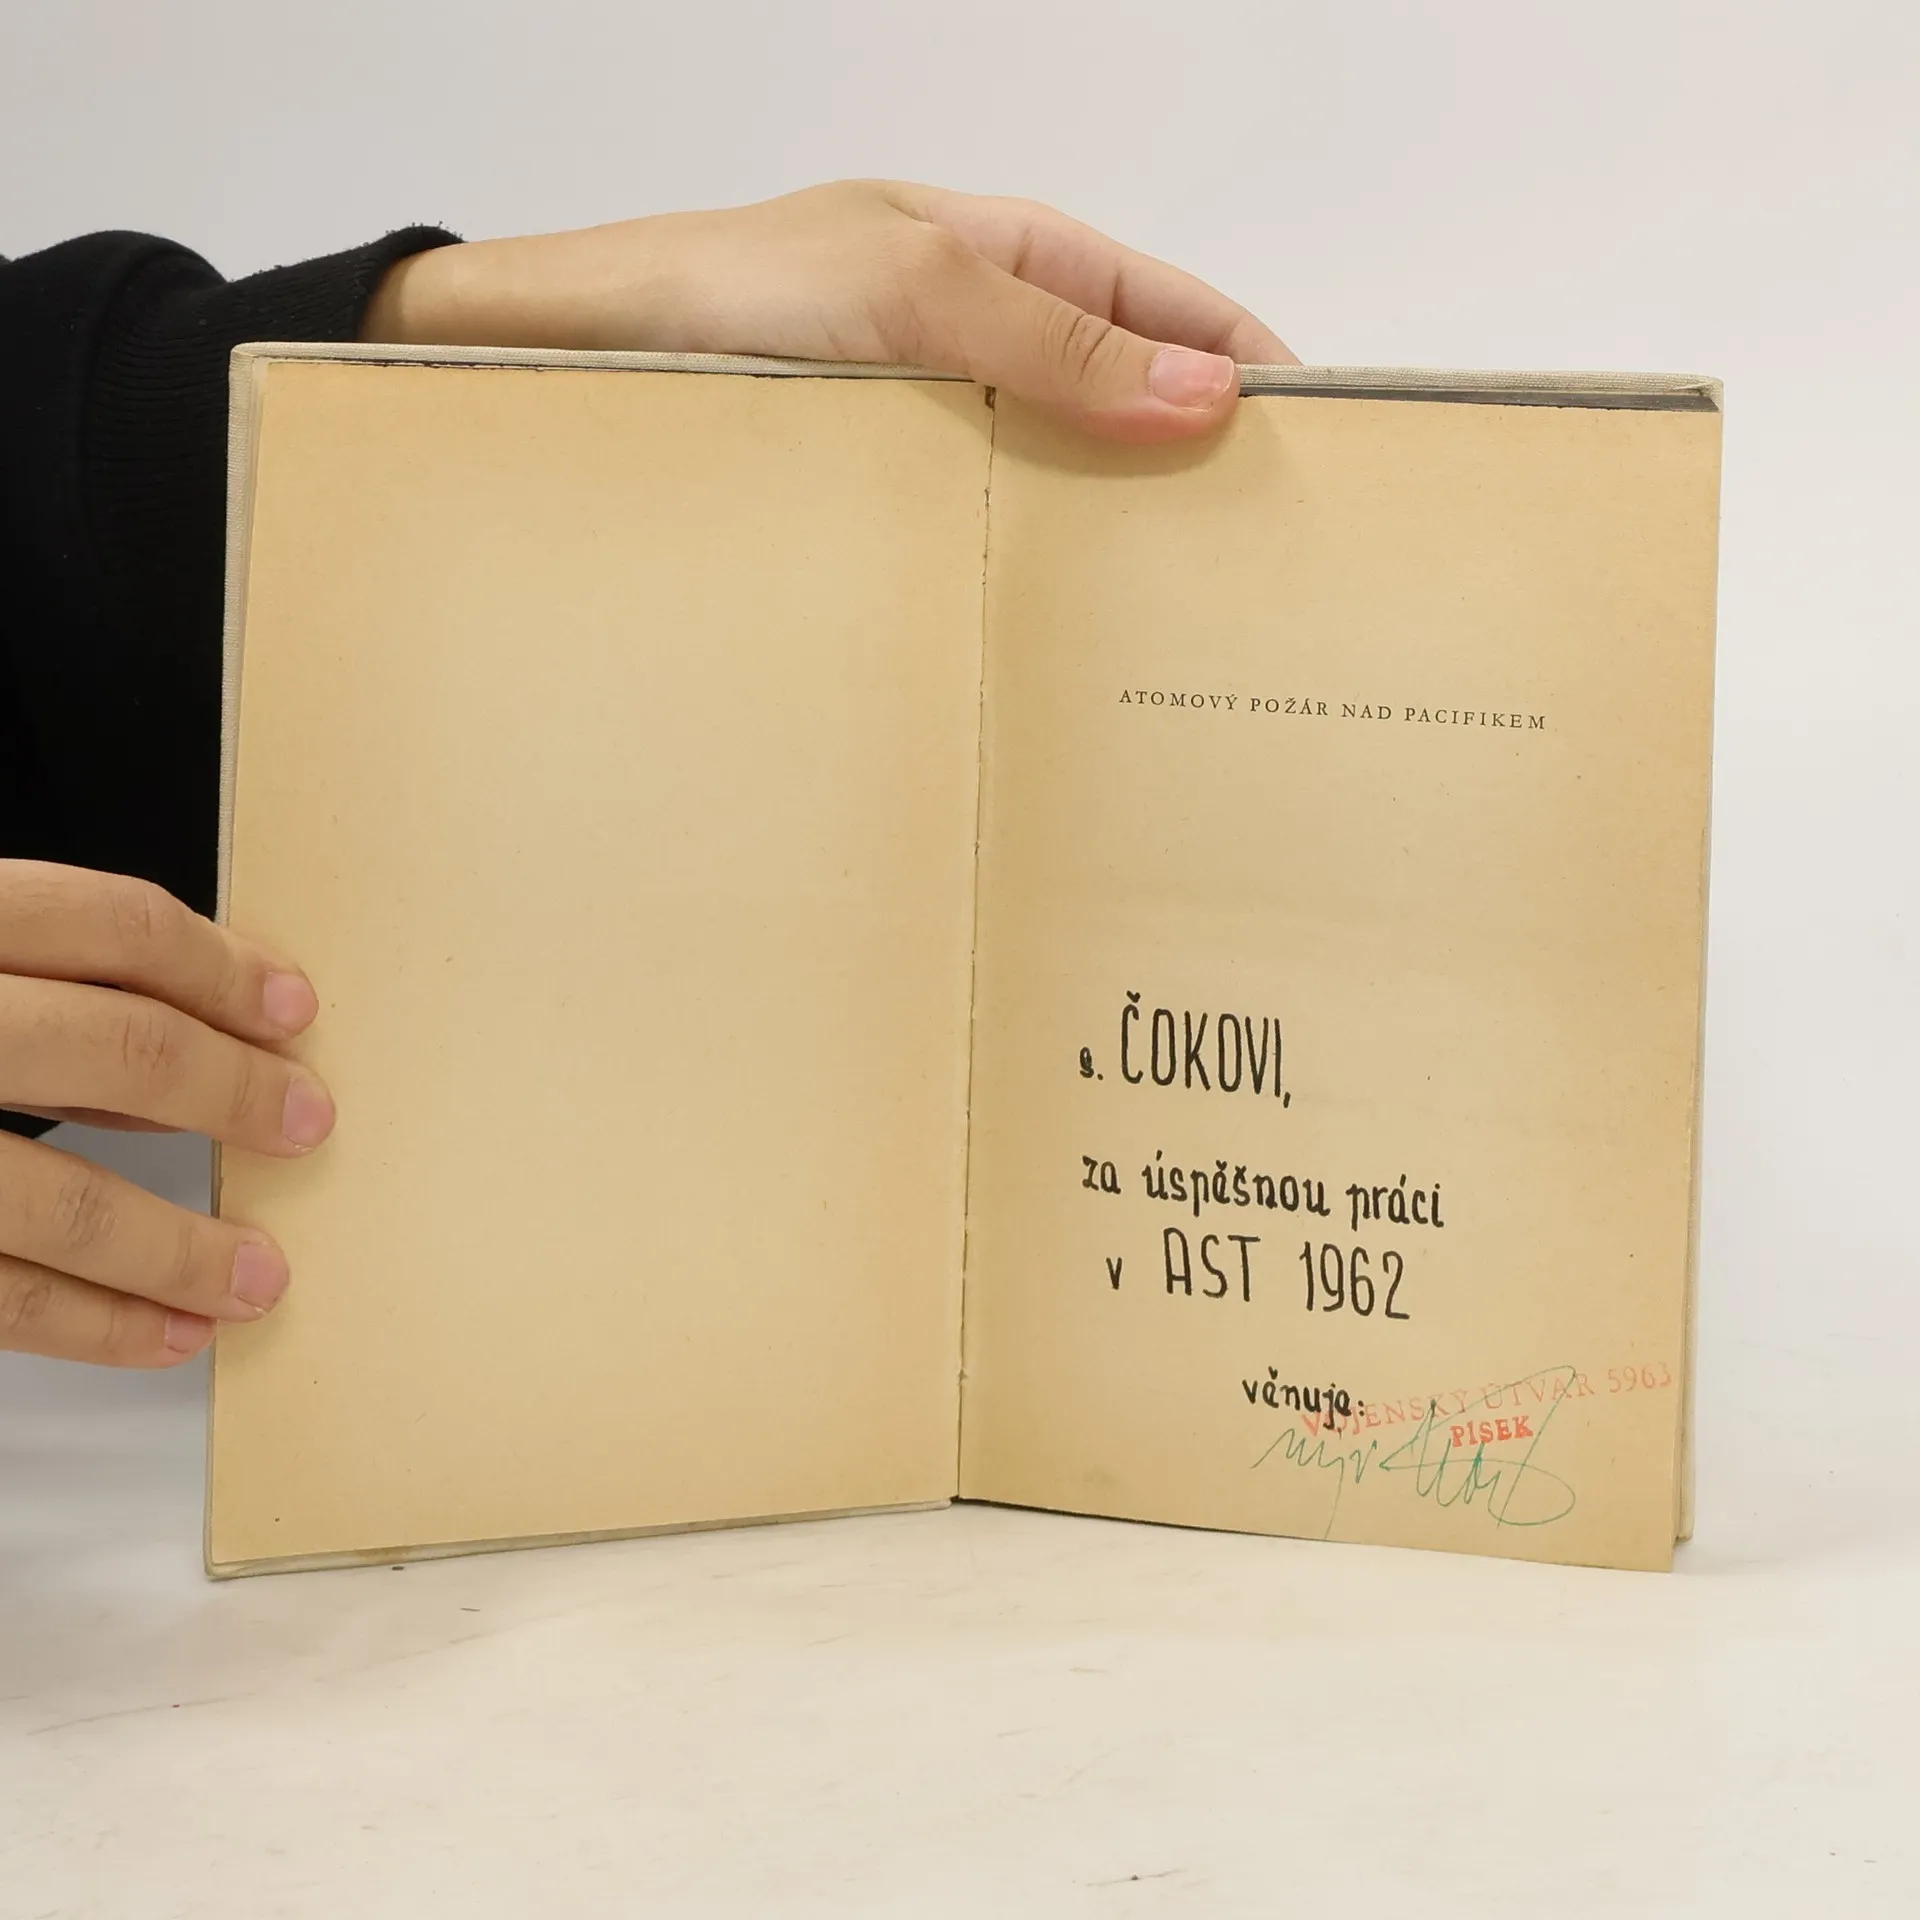 ATOMOVÝ POŽÁR NAD PACIFIKEM
s. ČOKOVI,
za úspěšnou práci
v AST 1962
věnuje:
VOJENSKÝ ÚTVAR 5963
PÍSEK